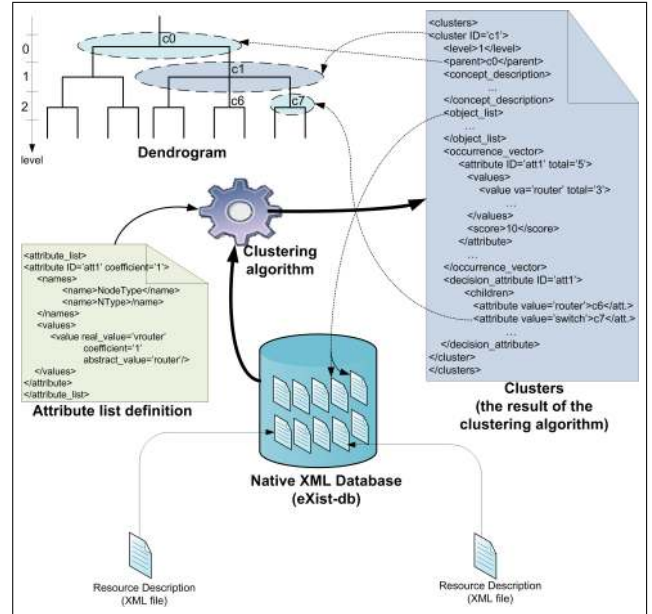 0
1
2
level
c0
c1
c6
c7
Dendrogram
Clustering
algorithm
<attribute_list>
<attribute ID='att1' coefficient='1'>
<names>
<name>NodeType</name>
<name>NType</name>
</names>
<values>
<value real_value='vrouter'
coefficient='1'
abstract_value='router'/>
</values>
</attribute>
</attribute_list>
Attribute list definition
<clusters>
<cluster ID='c1'>
<level>1</level>
<parent>c0</parent>
<concept_description>
...
</concept_description>
<object_list>
...
</object_list>
<occurrence_vector>
<attribute ID='att1' total='5'>
<values>
<value va='router' total='3'>
...
</values>
<score>10</score>
</attribute>
...
</occurrence_vector>
<decision_attribute ID='att1'>
<children>
<attribute value='router'>c6</att.>
<attribute value='switch'>c7</att.>
...
</decision_attribute>
</cluster>
</clusters>
Clusters
(the result of the
clustering algorithm)
Native XML Database
(eXist-db)
Resource Description
(XML file)
Resource Description
(XML file)